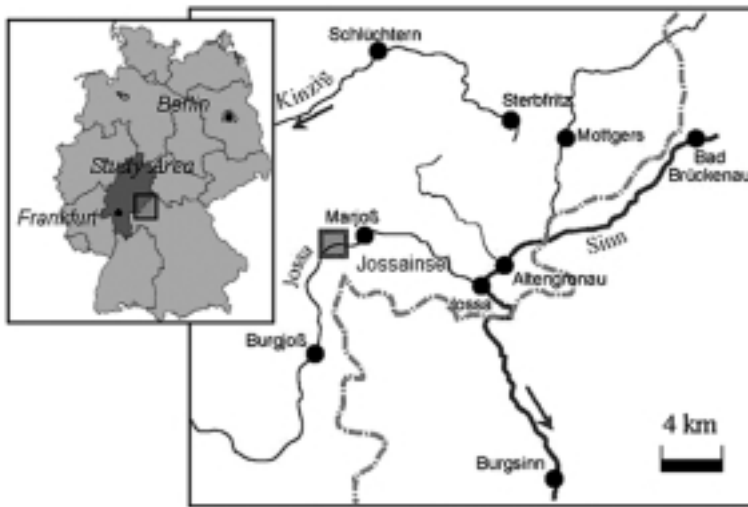 Berlin
Study Area
Frankfurt
Schlüchtern
Kinzig
Sterbfritz
Mottgers
Bad
Brückenau
Sinn
Marjoß
Jossa
Jossainsel
Altengronau
Jossa
Burgjoß
4 km
Burgsinn